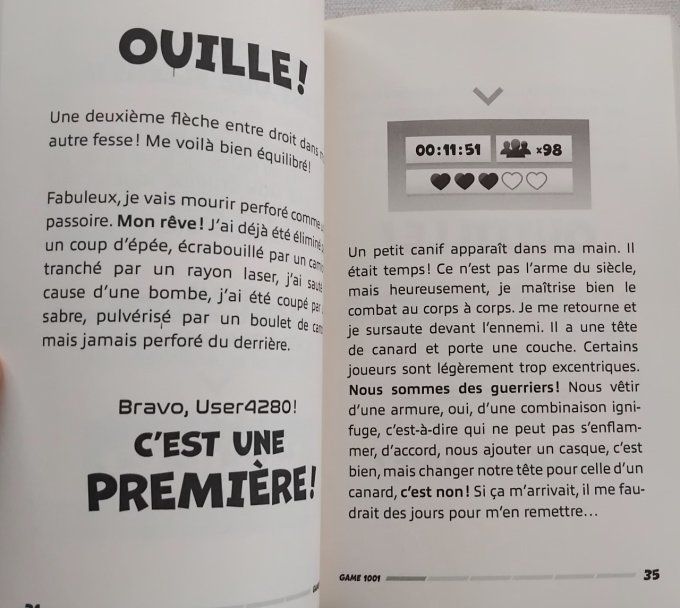 OUILLE!
Une deuxième flèche entre droit dans
autre fesse! Me voilà bien équilibré!
Fabuleux, je vais mourir perforé comme
passoire. Mon rêve! J'ai déjà été éliminé
un coup d'épée, écrabouillé par un
tranché par un rayon laser, j'ai
cause d'une bombe, j'ai été coupé par
sabre, pulvérisé par un boulet de
mais jamais perforé du derrière.
Bravo, User4280!
C'EST UNE
PREMIÈRE!
00:11:51 ×98
Un petit canif apparaît dans ma main. Il
était temps! Ce n'est pas l'arme du siècle,
mais heureusement, je maîtrise bien le
combat au corps à corps. Je me retourne et
je sursaute devant l'ennemi. Il a une tête
de canard et porte une couche. Certains
joueurs sont légèrement trop excentriques.
Nous sommes des guerriers! Nous vêtir
d'une armure, oui, d'une combinaison igni-
fuge, c'est-à-dire qui ne peut pas s'enflam-
mer, d'accord, nous ajouter un casque, c'est
bien, mais changer notre tête pour celle d'un
canard, c'est non! Si ça m'arrivait, il me fau-
drait des jours pour m'en remettre...
GAME 1001 35